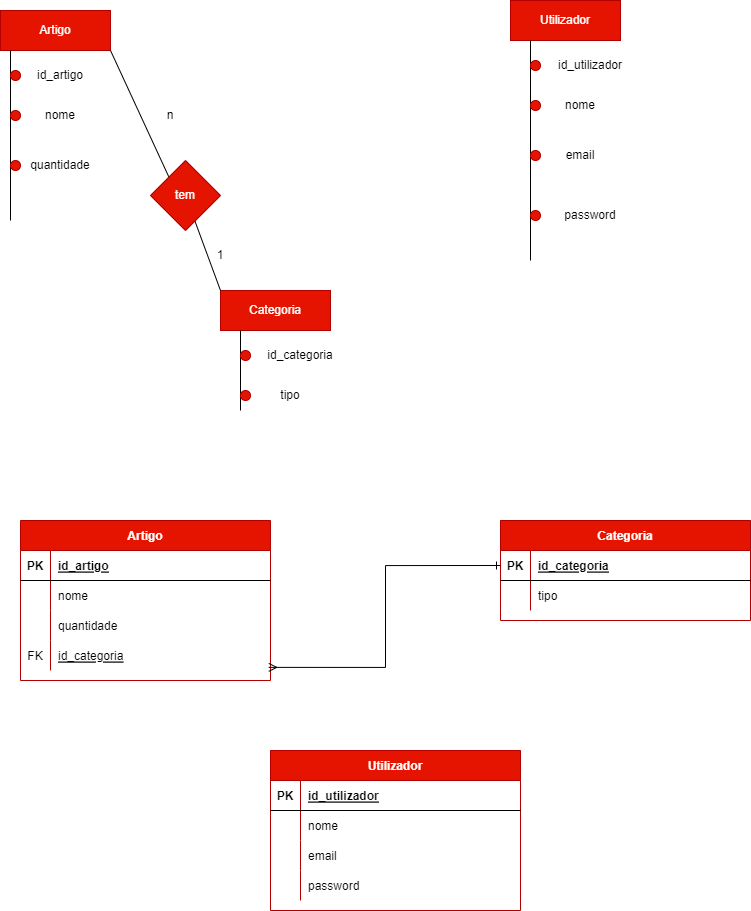 Artigo
id_artigo
nome
quantidade
n
tem
1
Categoria
id_categoria
tipo
Utilizador
id_utilizador
nome
email
password
Artigo
PK id_artigo
nome
quantidade
FK id_categoria
Categoria
PK id_categoria
tipo
Utilizador
PK id_utilizador
nome
email
password